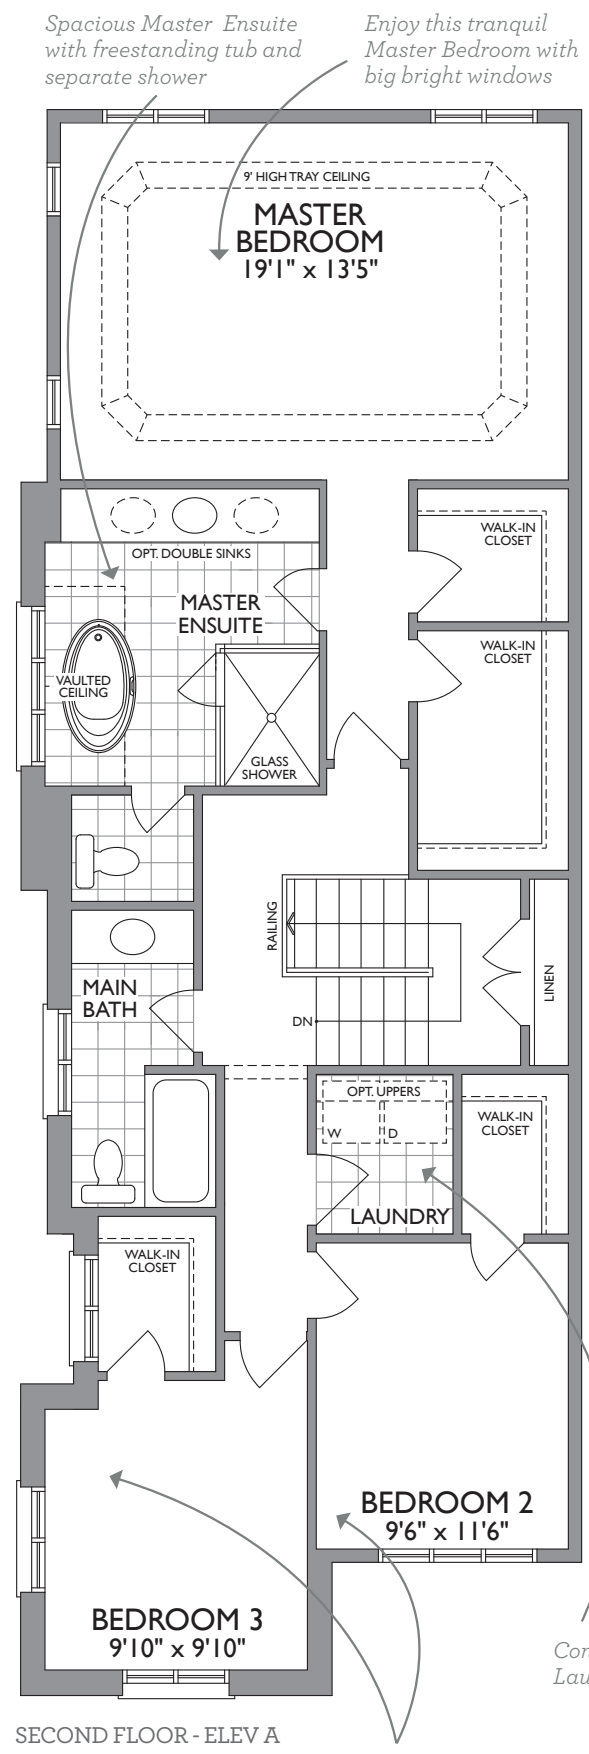 Spacious Master Ensuite
with freestanding tub and
separate shower
Enjoy this tranquil
Master Bedroom with
big bright windows
9' HIGH TRAY CEILING
MASTER
BEDROOM
19'1" x 13'5"
WALK-IN
CLOSET
OPT. DOUBLE SINKS
MASTER
ENSUITE
WALK-IN
CLOSET
VAULTED
CEILING
GLASS
SHOWER
RAILING
MAIN
BATH
LINEN
DN
OPT. UPPERS
W
D
WALK-IN
CLOSET
LAUNDRY
WALK-IN
CLOSET
BEDROOM 2
9'6" x 11'6"
BEDROOM 3
9'10" x 9'10"
Con
Lau
SECOND FLOOR - ELEV A